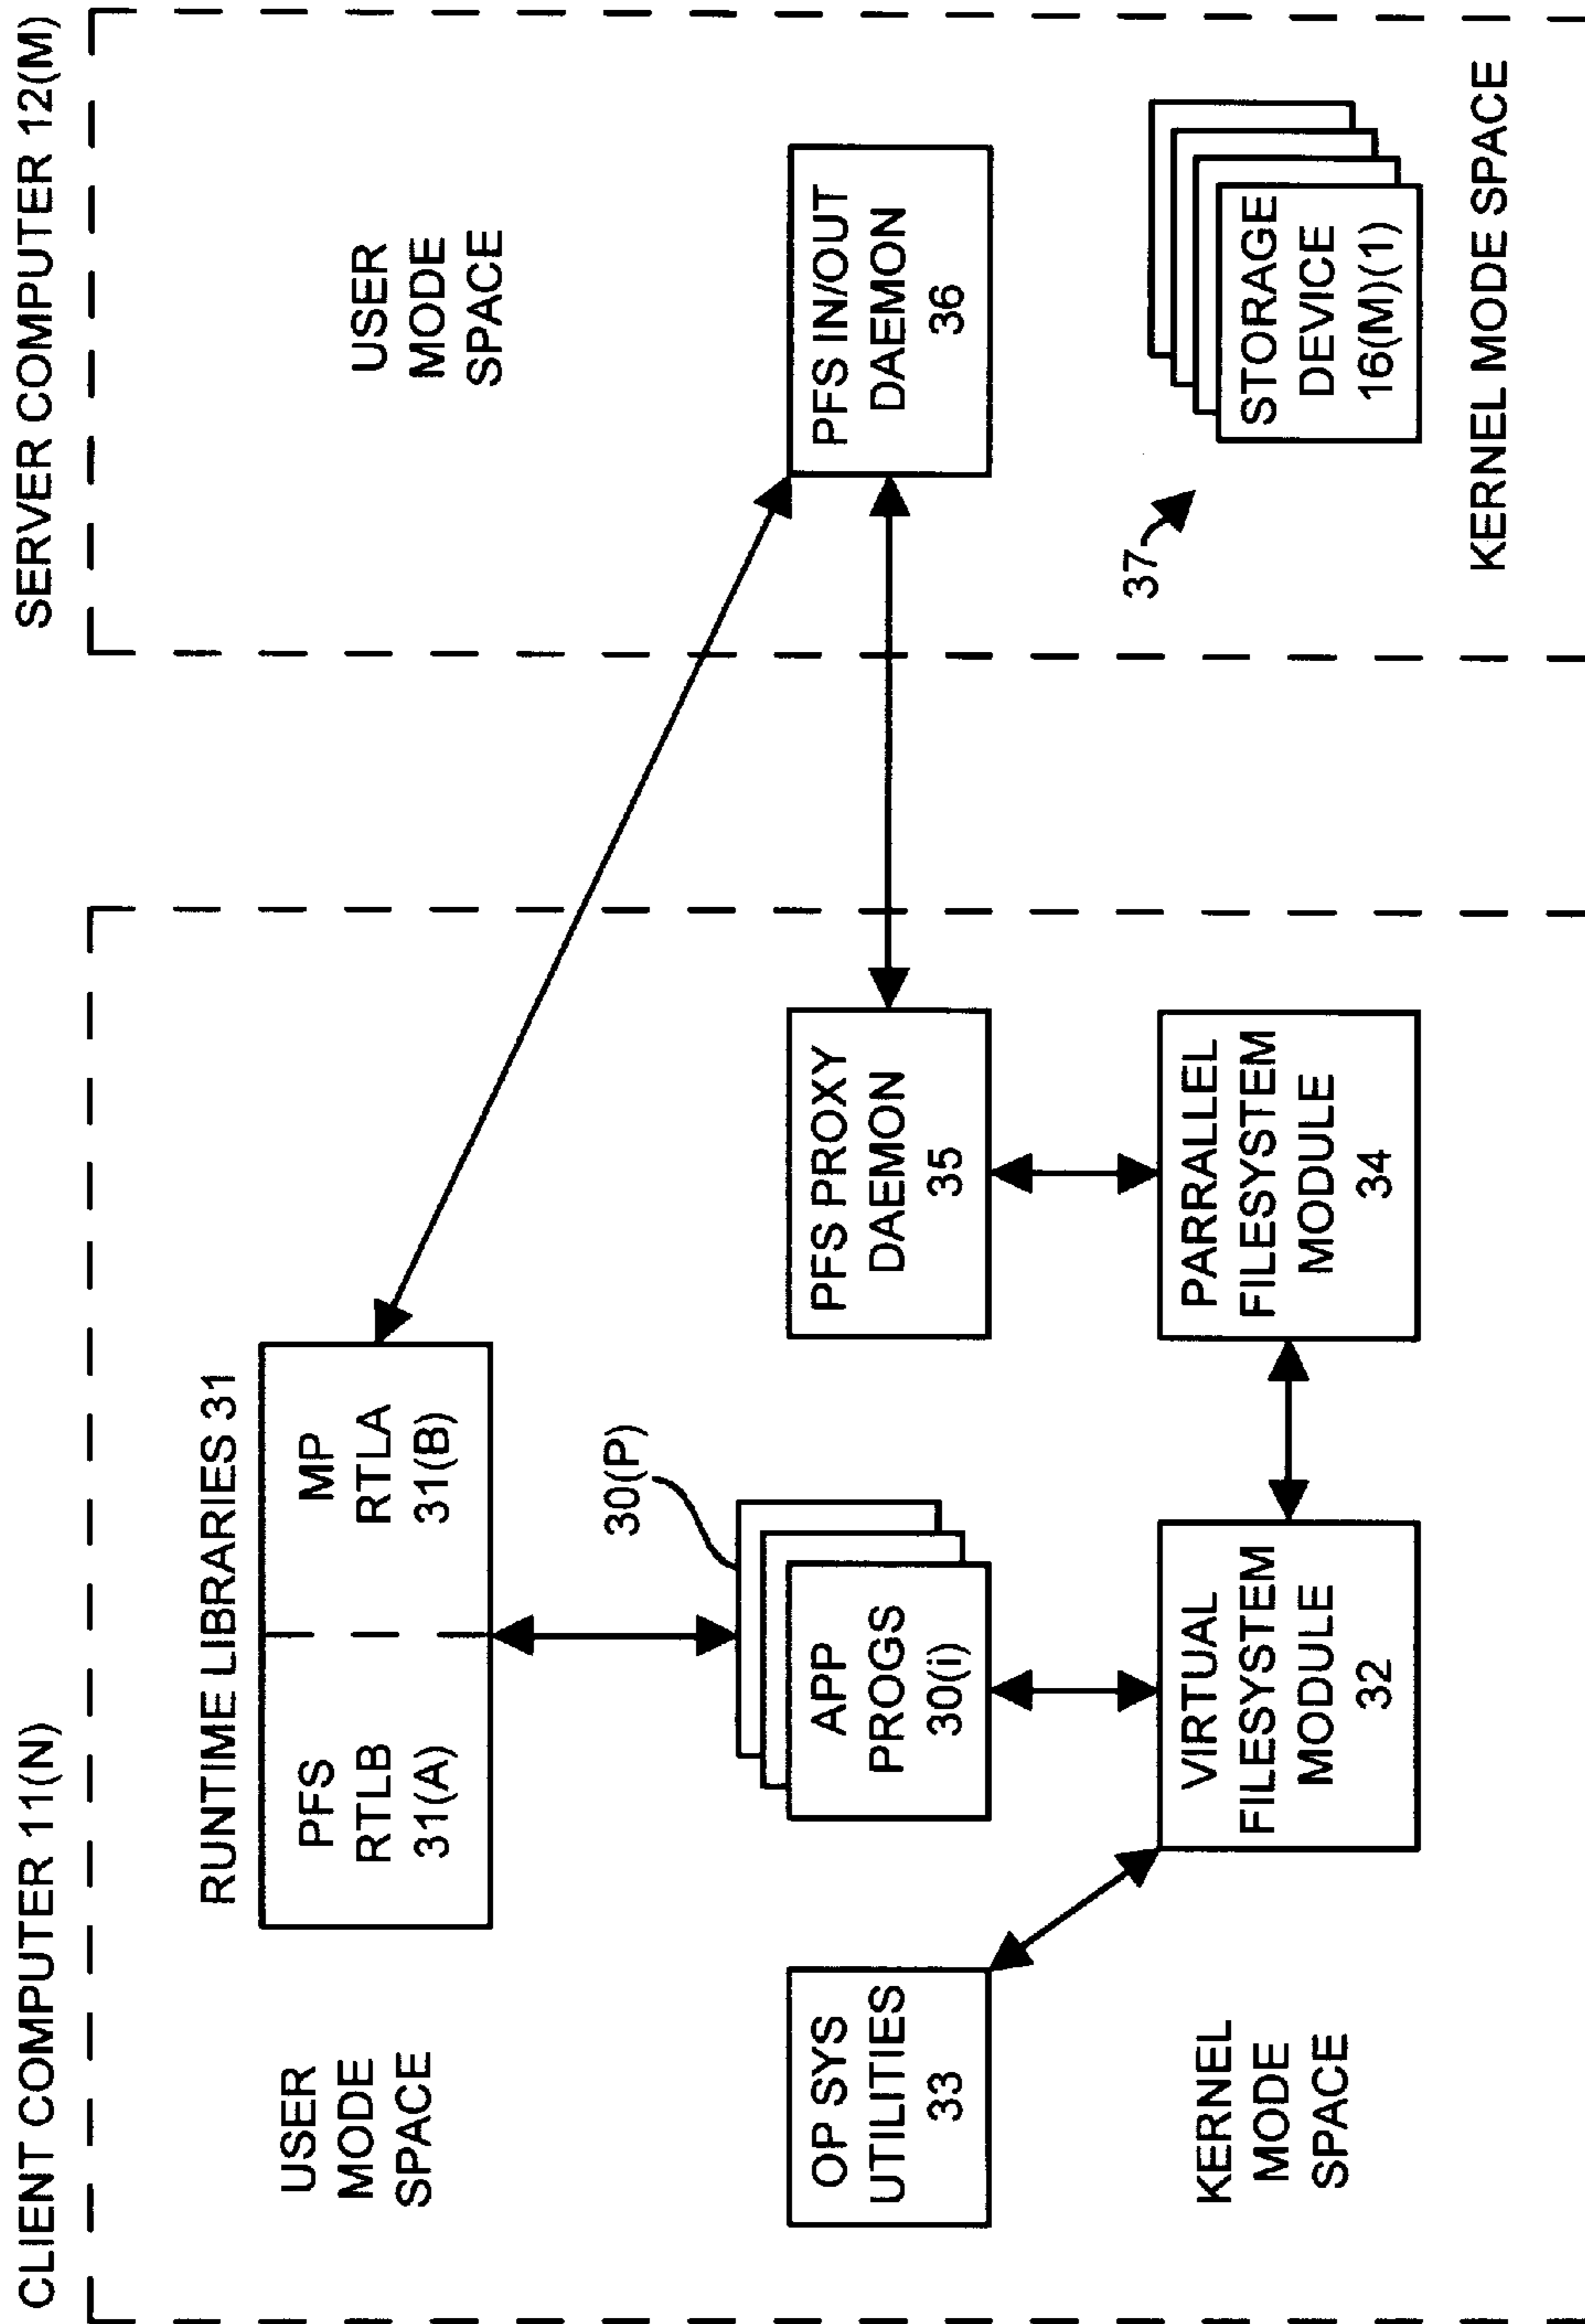 CLIENT COMPUTER 11(N)
USER
MODE
SPACE
RUNTIME LIBRARIES 31
PFS
RTLB
31(A)
MP
RTLA
31(B)
30(P)
OP SYS
UTILITIES
33
APP
PROGS
30(i)
PFS PROXY
DAEMON
35
KERNEL
MODE
SPACE
VIRTUAL
FILESYSTEM
MODULE
32
PARRALLEL
FILESYSTEM
MODULE
34
SERVER COMPUTER 12(M)
USER
MODE
SPACE
PFS IN/OUT
DAEMON
36
37
STORAGE
DEVICE
16(M)(1)
KERNEL MODE SPACE